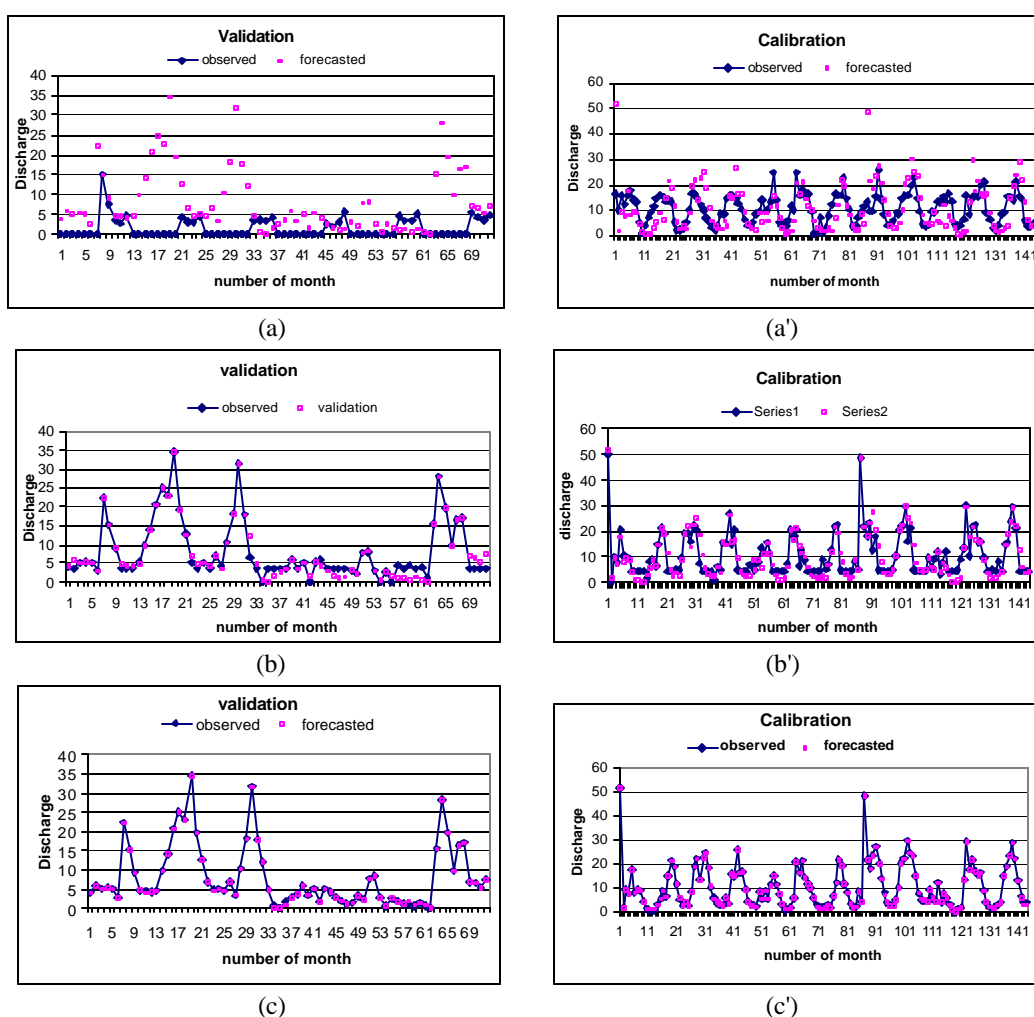 Validation
observed forecasted
40
35
30
25
20
15
10
5
0
Discharge
1 5 9 13 17 21 25 29 33 37 41 45 49 53 57 61 65 69
number of month
(a)
Calibration
observed forecasted
60
50
40
30
20
10
0
Discharge
1 11 21 31 41 51 61 71 81 91 101 111 121 131 141
number of month
(a')
validation
observed validation
40
35
30
25
20
15
10
5
0
Discharge
1 5 9 13 17 21 25 29 33 37 41 45 49 53 57 61 65 69
number of month
(b)
Calibration
Series1 Series2
60
50
40
30
20
10
0
discharge
1 11 21 31 41 51 61 71 81 91 101 111 121 131 141
number of month
(b')
validation
observed forecasted
40
35
30
25
20
15
10
5
0
Discharge
1 5 9 13 17 21 25 29 33 37 41 45 49 53 57 61 65 69
number of month
(c)
Calibration
observed forecasted
60
50
40
30
20
10
0
discharge
1 11 21 31 41 51 61 71 81 91 101 111 121 131 141
number of month
(c')